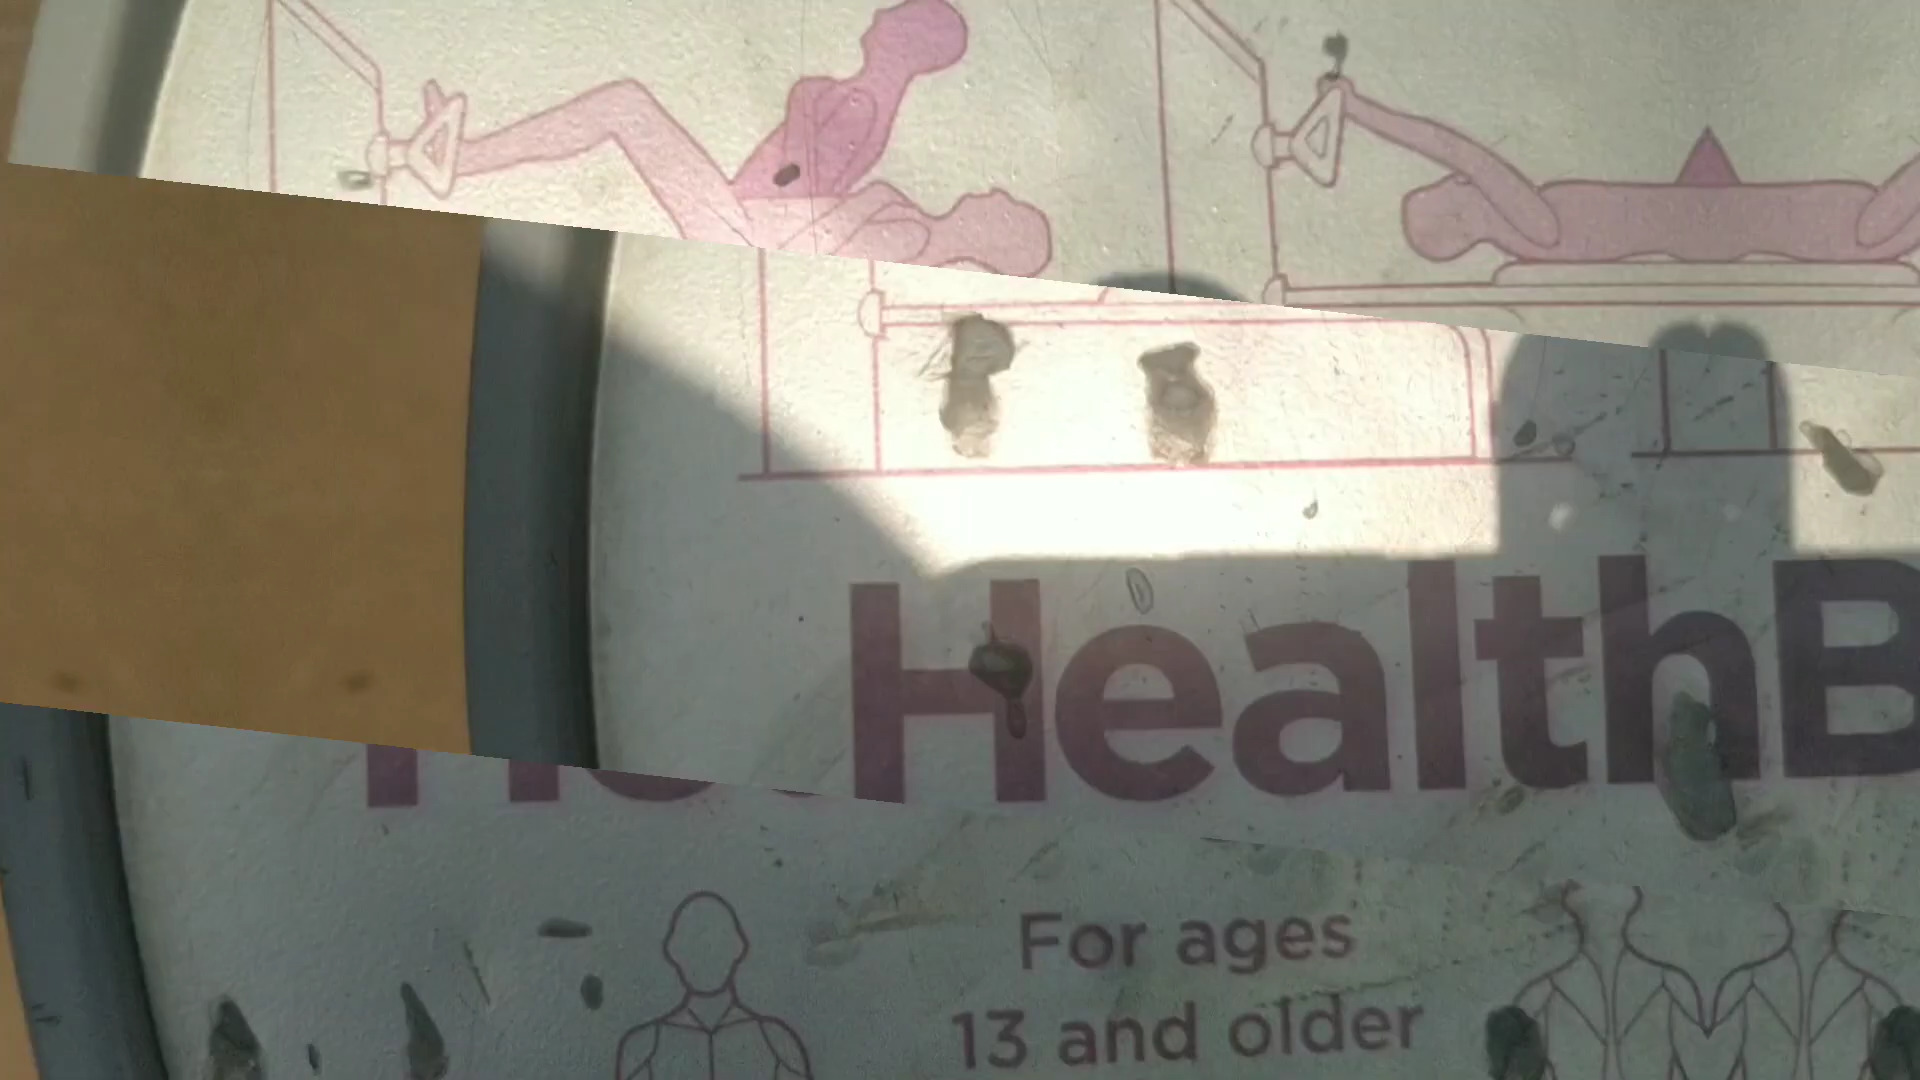 HealthB
For ages
13 and older